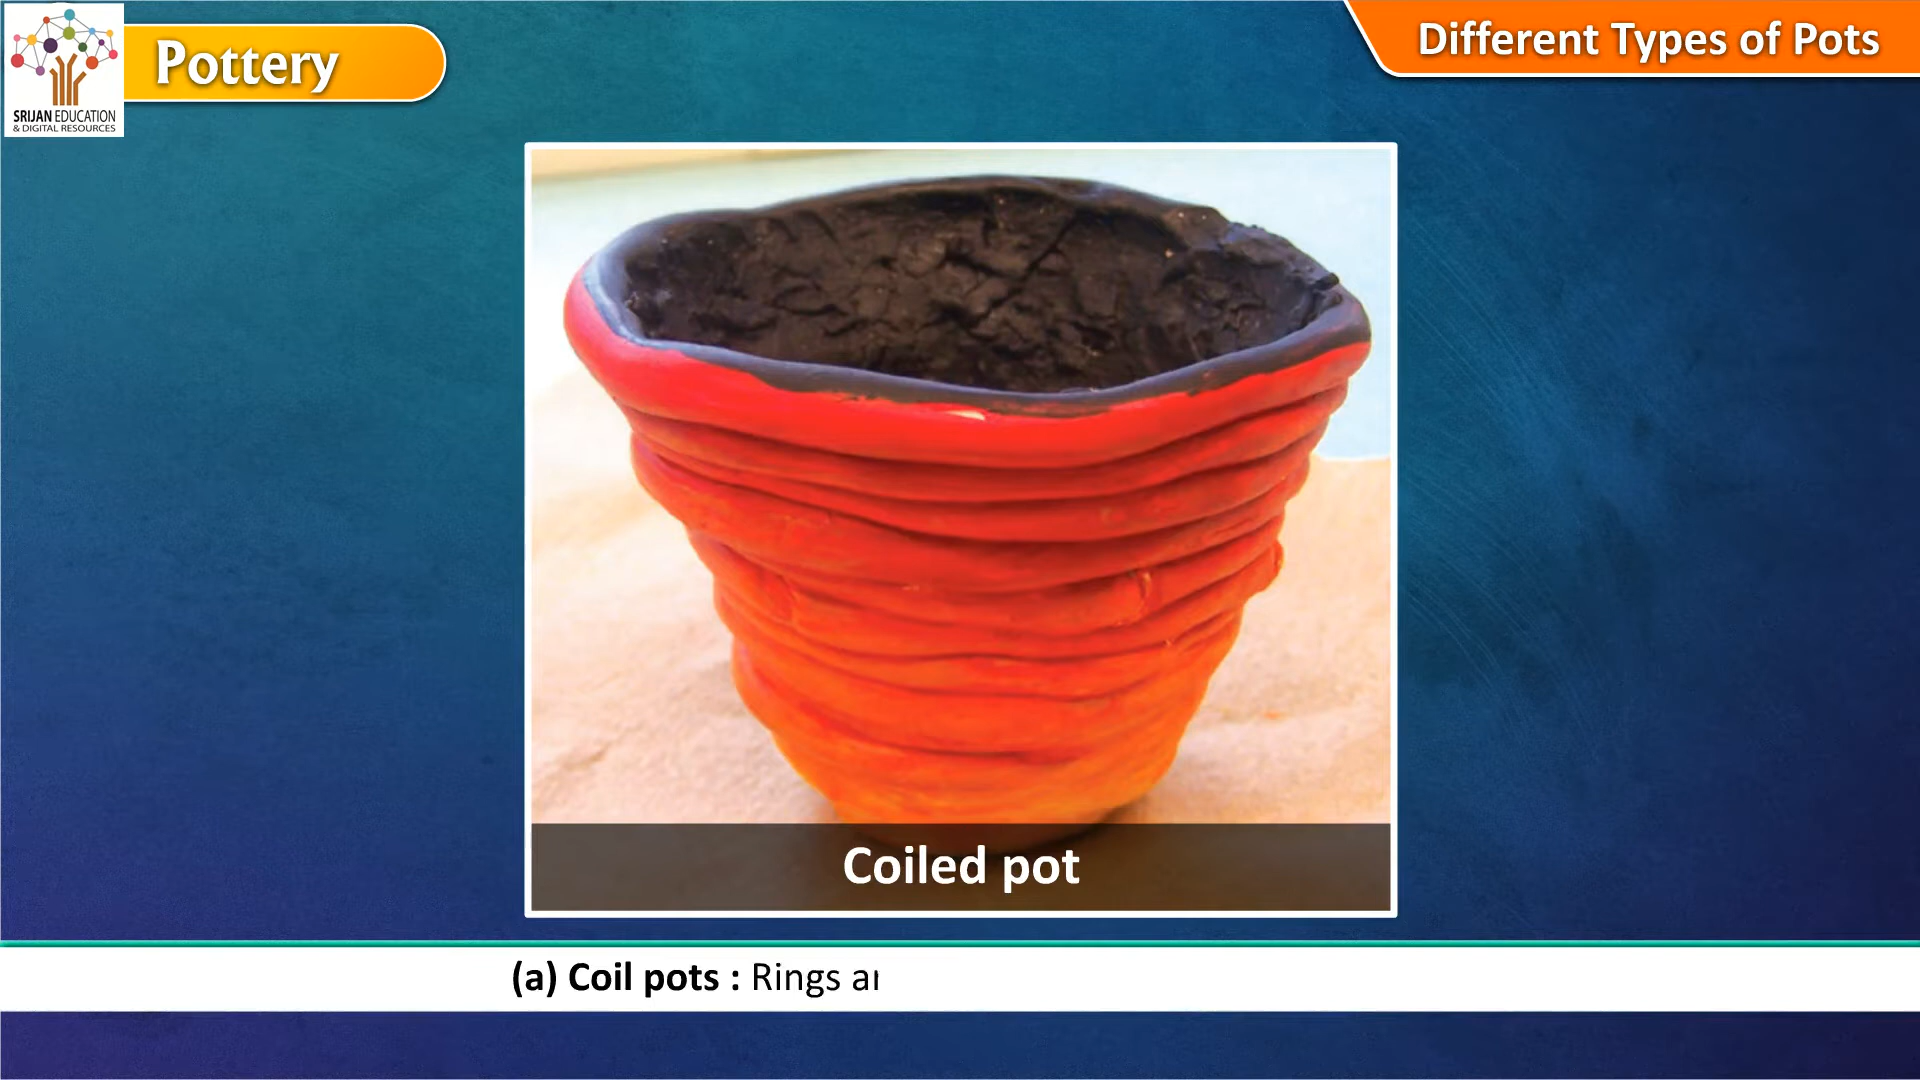 SRIJAN EDUCATION
& DIGITAL RESOURCES
Pottery
Different Types of Pots
Coiled pot
(a) Coil pots : Rings